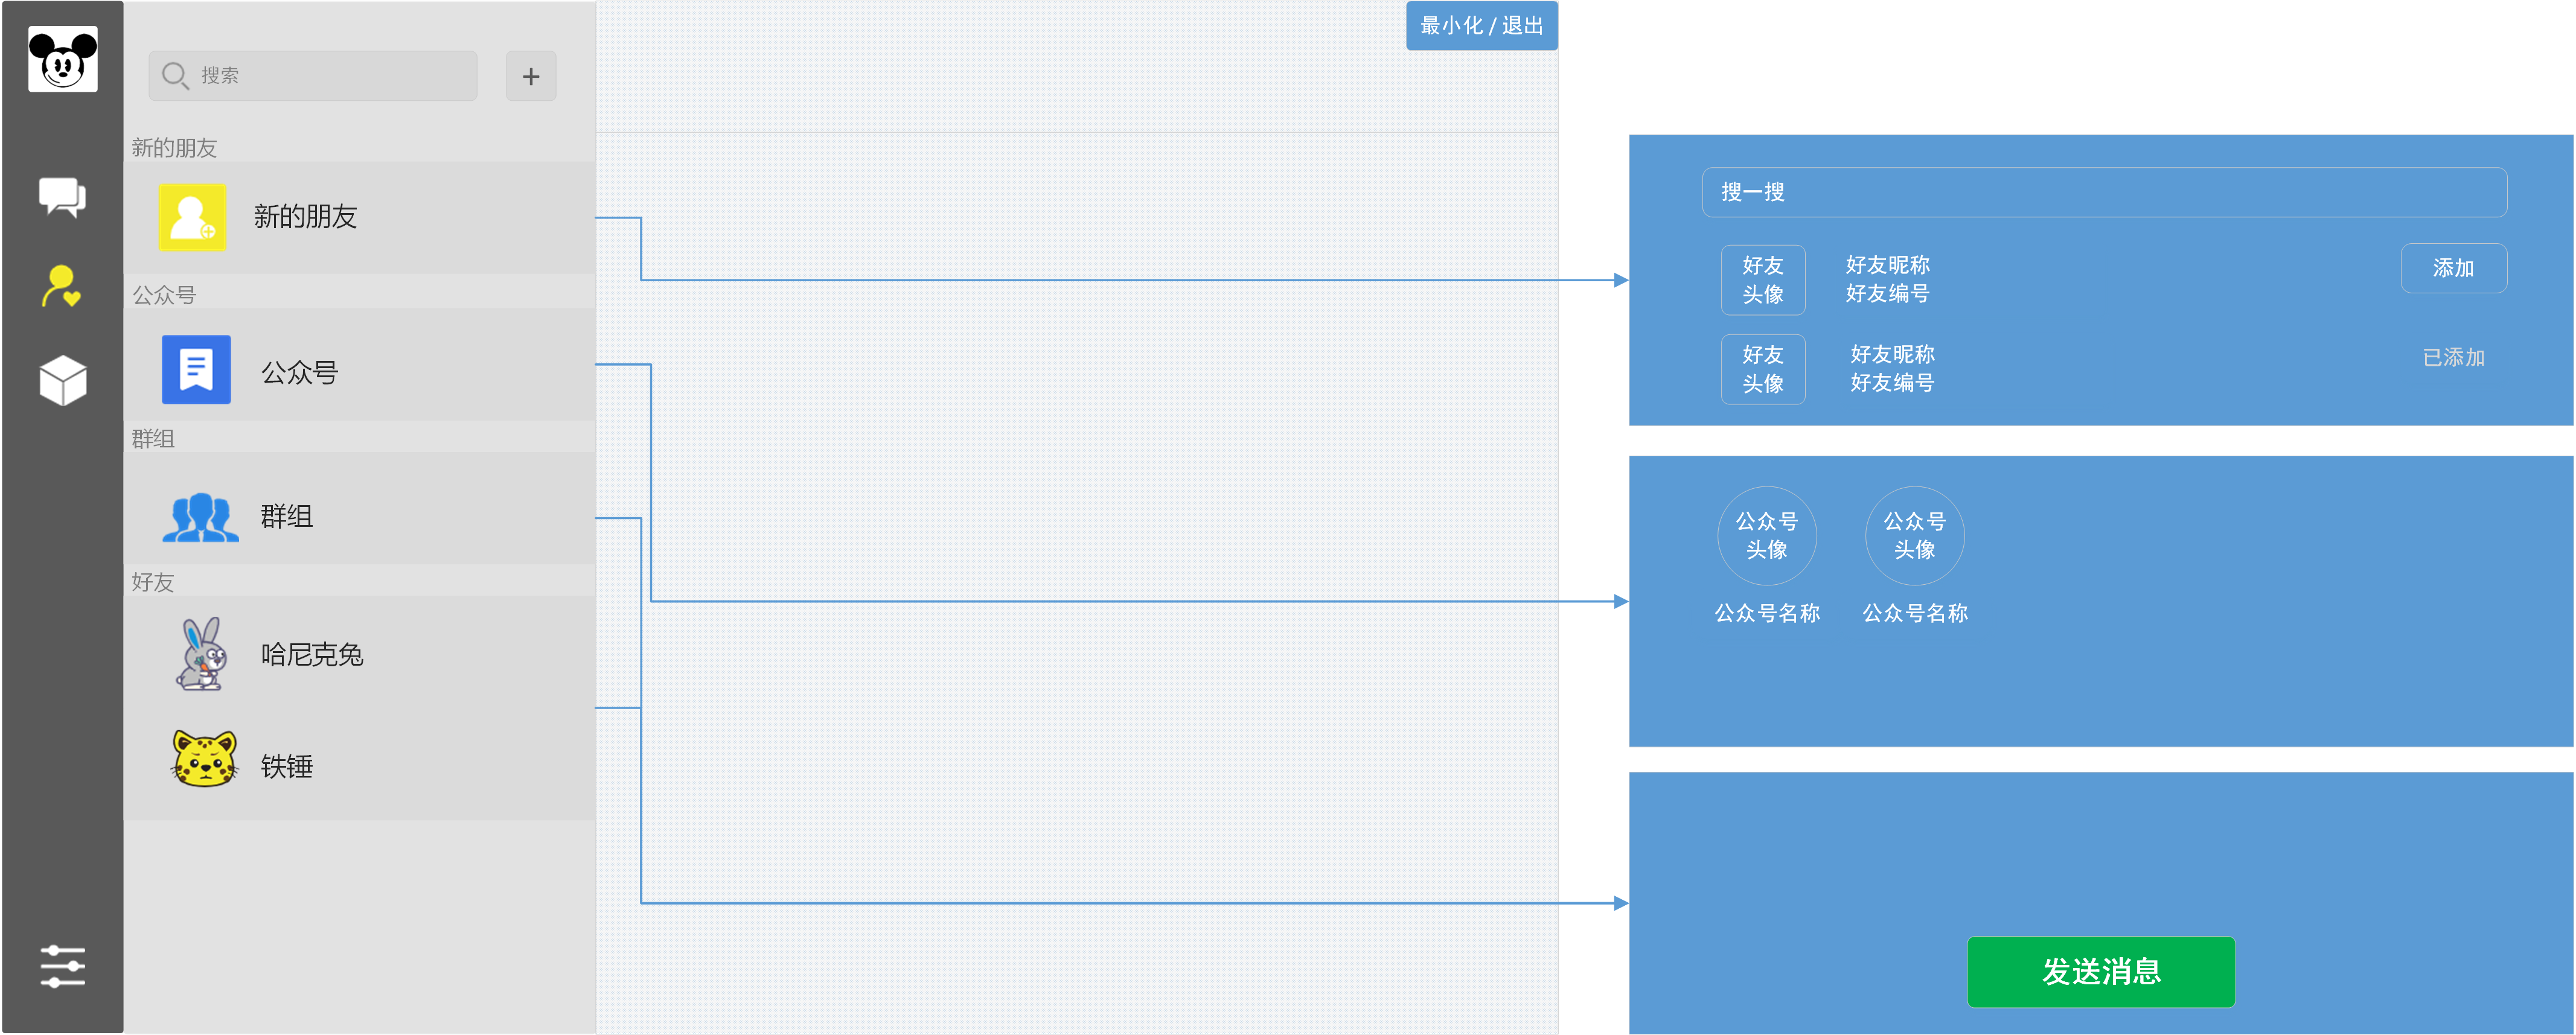 最小化 / 退出
搜索
+
新的朋友
新的朋友
公众号
公众号
群组
群组
好友
哈尼克兔
铁锤
搜一搜
好友
头像
好友昵称
好友编号
添加
好友
头像
好友昵称
好友编号
已添加
公众号
头像
公众号
头像
公众号名称
公众号名称
发送消息